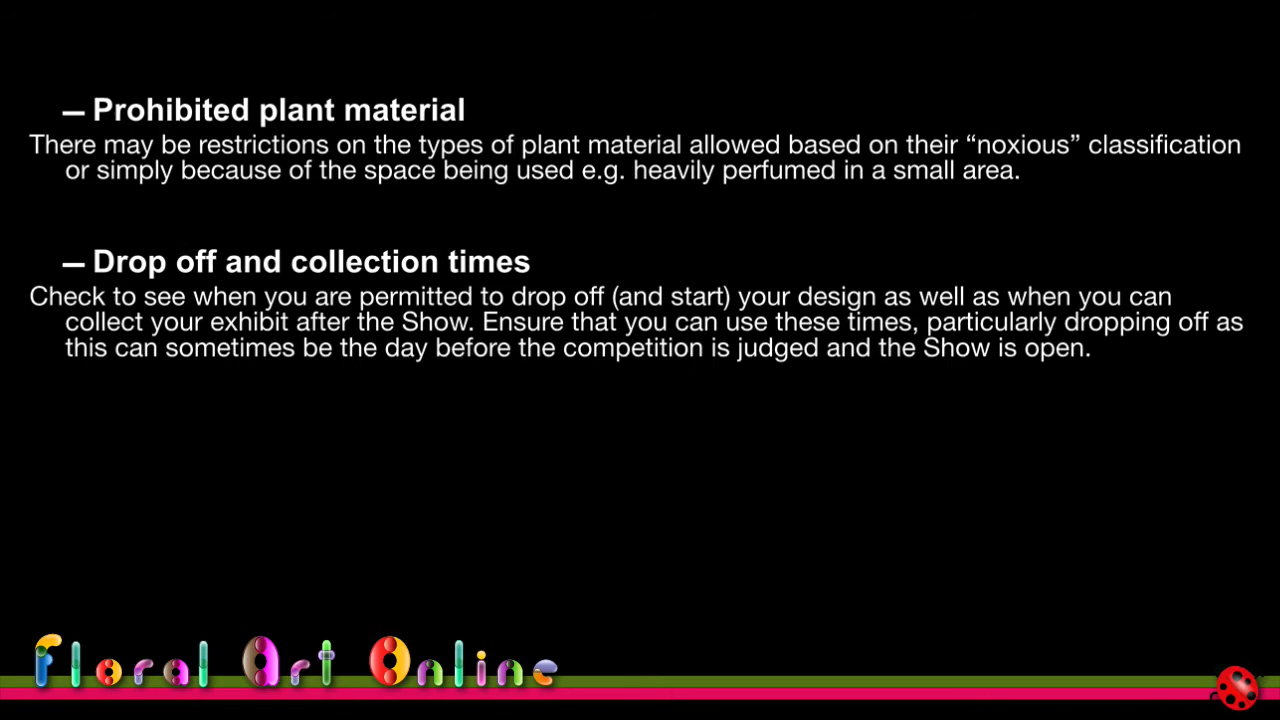 – Prohibited plant material
There may be restrictions on the types of plant material allowed based on their “noxious” classification
or simply because of the space being used e.g. heavily perfumed in a small area.
– Drop off and collection times
Check to see when you are permitted to drop off (and start) your design as well as when you can
collect your exhibit after the Show. Ensure that you can use these times, particularly dropping off as
this can sometimes be the day before the competition is judged and the Show is open.
Floral Art Online